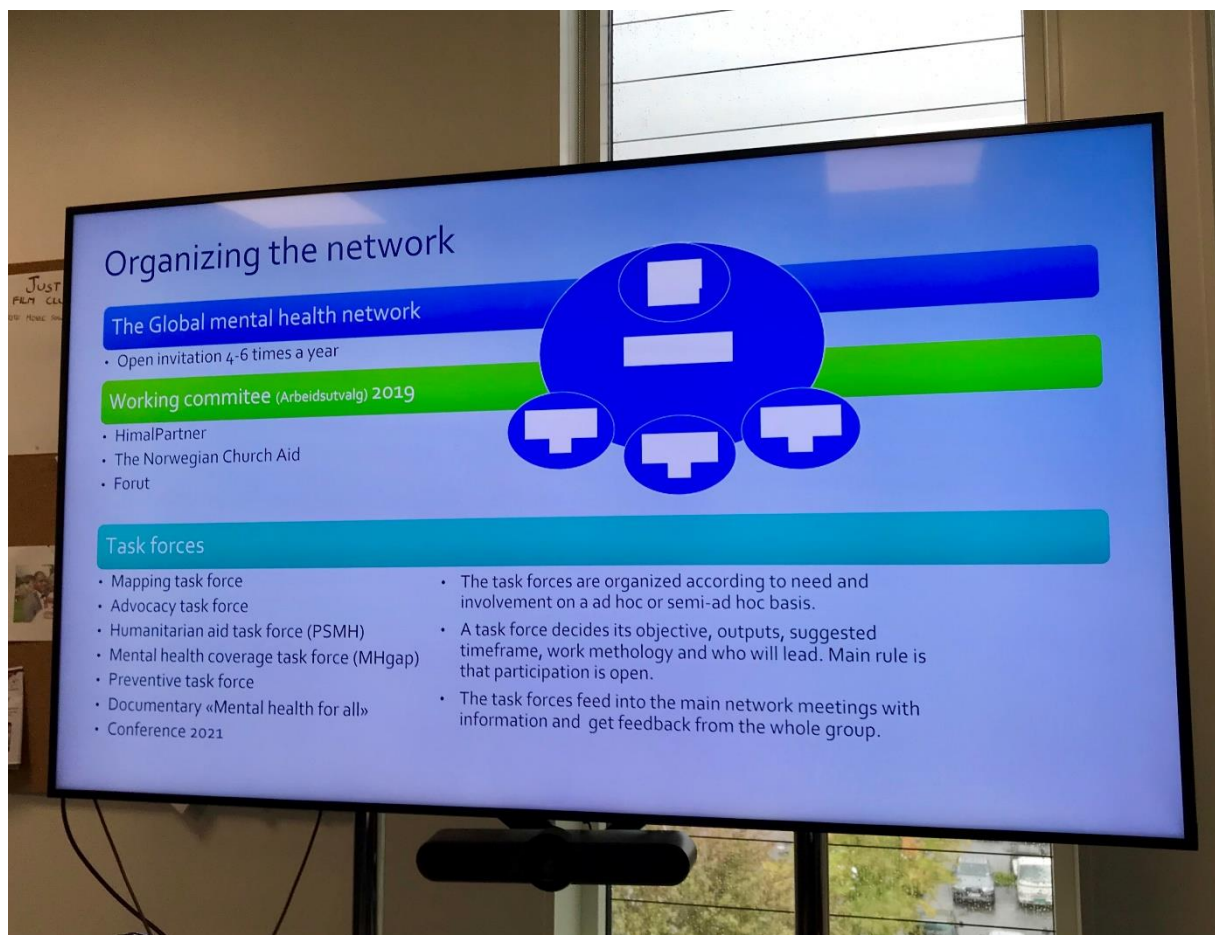 JUST
FILM CLU
Organizing the network
The Global mental health network
• Open invitation 4-6 times a year
Working commitee (Arbeidsutvalg) 2019
• HimalPartner
• The Norwegian Church Aid
• Forut
Task forces
• Mapping task force
• Advocacy task force
• Humanitarian aid task force (PSMH)
• Mental health coverage task force (MHgap)
• Preventive task force
• Documentary «Mental health for all»
• Conference 2021
• The task forces are organized according to need and
involvement on a ad hoc or semi-ad hoc basis.
• A task force decides its objective, outputs, suggested
timeframe, work methology and who will lead. Main rule is
that participation is open.
• The task forces feed into the main network meetings with
information and get feedback from the whole group.